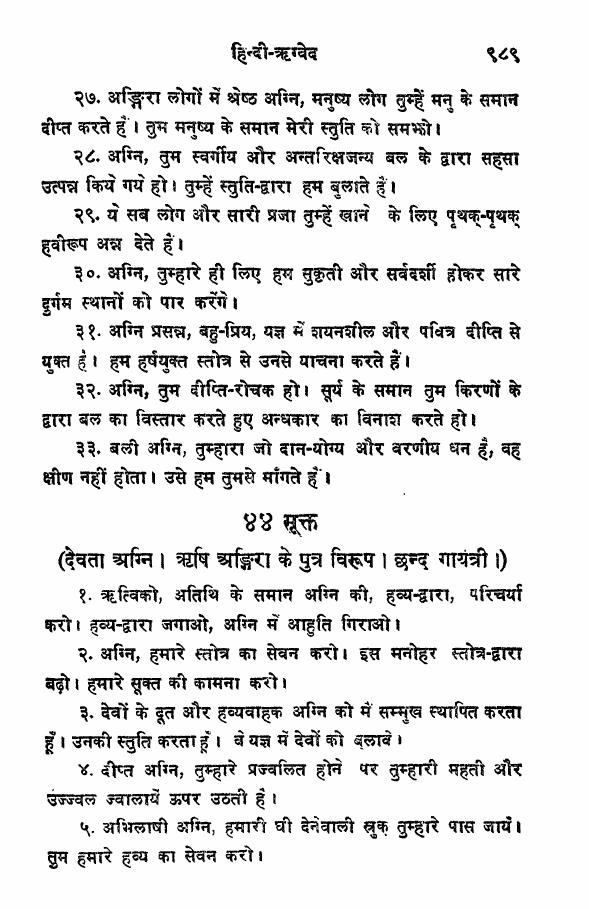 हिन्दी-ऋग्वेद ९८९
२७. अङ्गिरा लोगों में श्रेष्ठ अग्नि, मनुष्य लोग तुम्हें मनु के समान
दीप्त करते हैं। तुम मनुष्य के समान मेरी स्तुति को समझो।
२८. अग्नि, तुम स्वर्गीय और अन्तरिक्षजन्य बल के द्वारा सहसा
उत्पन्न किये गये हो। तुम्हें स्तुति-द्वारा हम बुलाते हैं।
२९. ये सब लोग और सारी प्रजा तुम्हें खाने के लिए पृथक्-पृथक्
हवीरूप अन्न देते हैं।
३०. अग्नि, तुम्हारे ही लिए हम सुकृती और सर्वदर्शी होकर सारे
दुर्गम स्थानों को पार करेंगे।
३१. अग्नि प्रसन्न, बहु-प्रिय, यज्ञ में शयनशील और पवित्र दीप्ति से
युक्त हैं। हम हर्षयुक्त स्तोत्र से उनसे याचना करते हैं।
३२. अग्नि, तुम दीप्ति-रोचक हो। सूर्य के समान तुम किरणों के
द्वारा बल का विस्तार करते हुए अन्धकार का विनाश करते हो।
३३. बली अग्नि, तुम्हारा जो दान-योग्य और वरणीय धन है, वह
क्षीण नहीं होता। उसे हम तुमसे माँगते हैं।
४४ सूक्त
(देवता अग्नि। ऋषि अङ्गिरा के पुत्र विरूप। छन्द गायंत्री।)
१. ऋत्विको, अतिथि के समान अग्नि की, हव्य-द्वारा, परिचर्या
करो। हव्य-द्वारा जगाओ, अग्नि में आहुति गिराओ।
२. अग्नि, हमारे स्तोत्र का सेवन करो। इस मनोहर स्तोत्र-द्वारा
बढ़ो। हमारे सूक्त की कामना करो।
३. देवों के दूत और हव्यवाहक अग्नि को मैं सम्मुख स्थापित करता
हूँ। उनकी स्तुति करता हूँ। वे यज्ञ में देवों को बुलावें।
४. दीप्त अग्नि, तुम्हारे प्रज्वलित होने पर तुम्हारी महती और
उज्ज्वल ज्वालायें ऊपर उठती हैं।
५. अभिलाषी अग्नि, हमारी घी देनेवाली स्रुक् तुम्हारे पास जायँ।
तुम हमारे हव्य का सेवन करो।